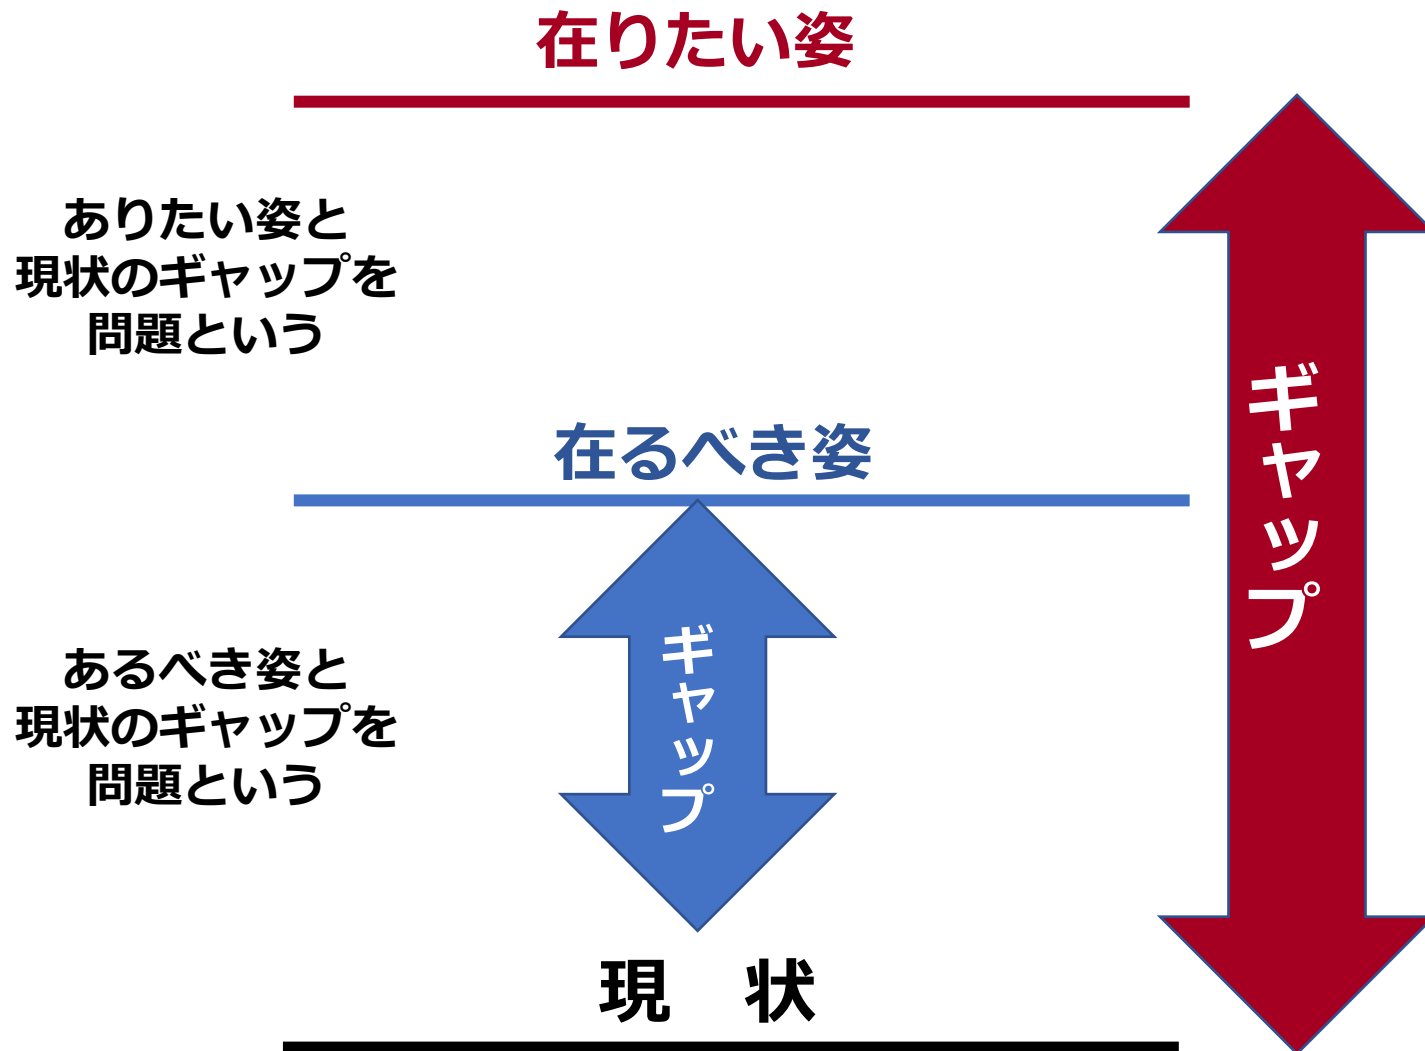 在りたい姿
ありたい姿と
現状のギャップを
問題という
ギャップ
在るべき姿
あるべき姿と
現状のギャップを
問題という
ギャップ
現　状